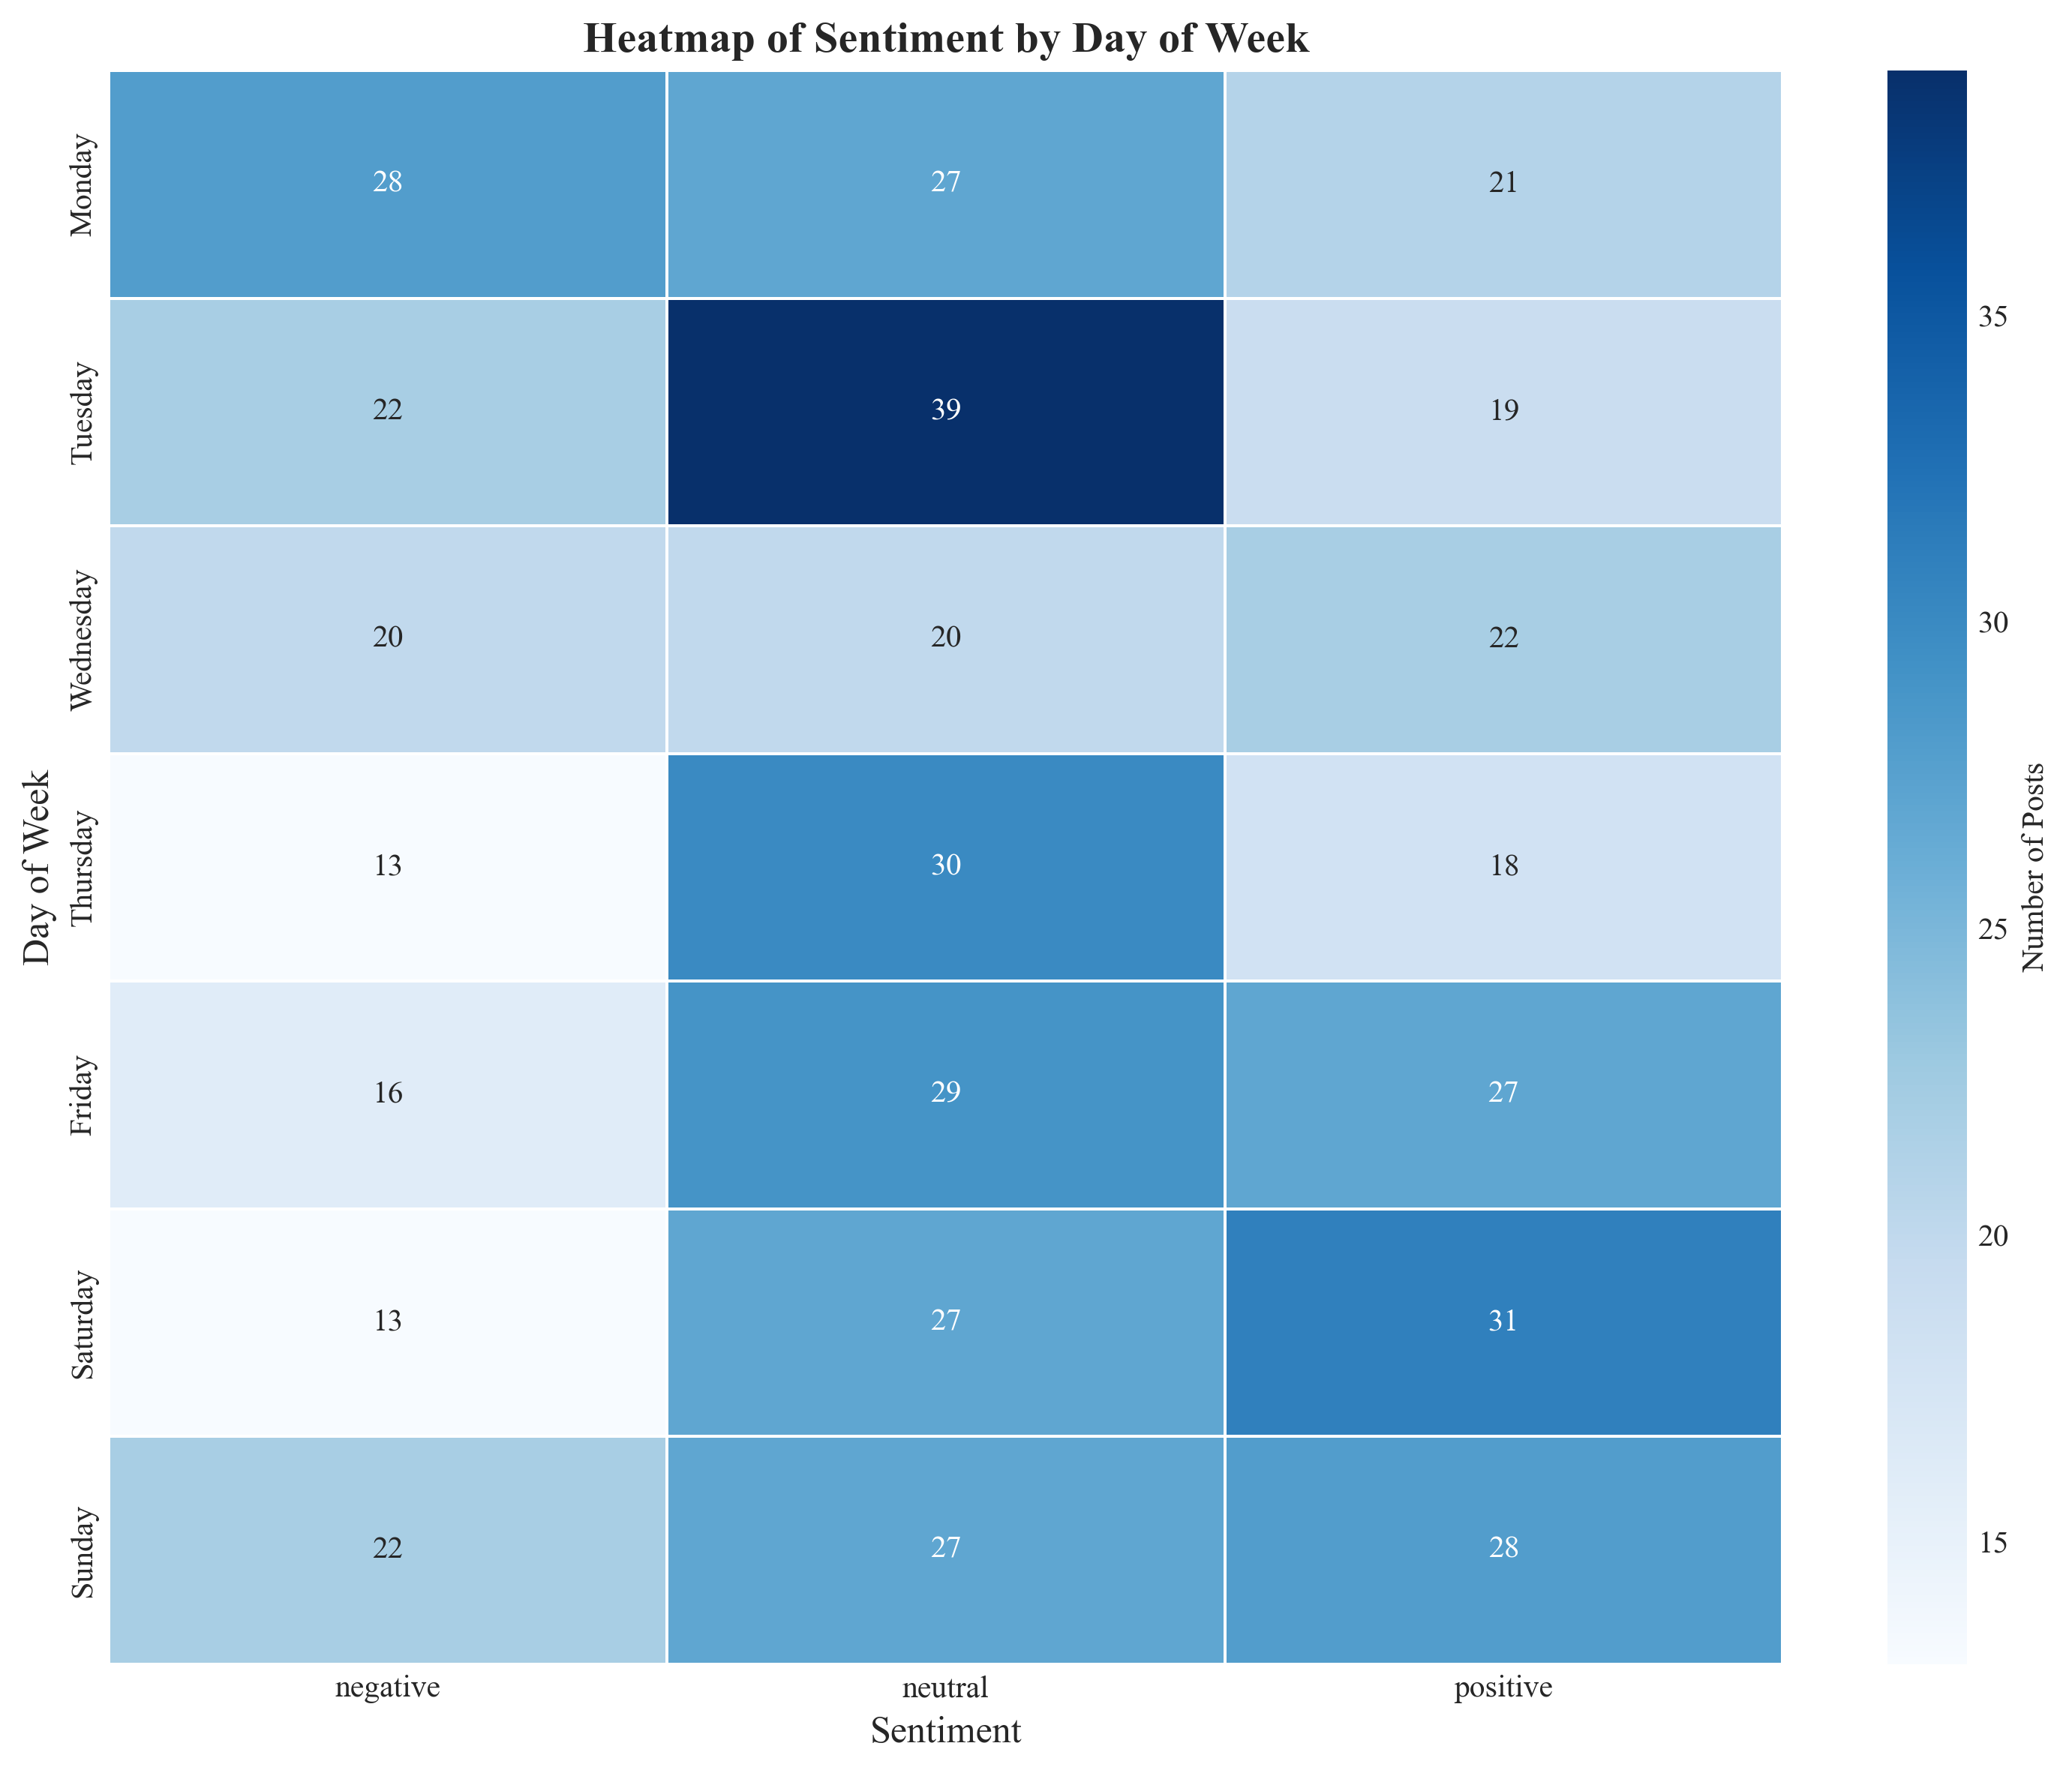 Heatmap of Sentiment by Day of Week
Day of Week
Monday
28
27
21
Tuesday
22
39
19
Wednesday
20
20
22
Thursday
13
30
18
Friday
16
29
27
Saturday
13
27
31
Sunday
22
27
28
negative
neutral
positive
Sentiment
35
30
25
20
15
Number of Posts